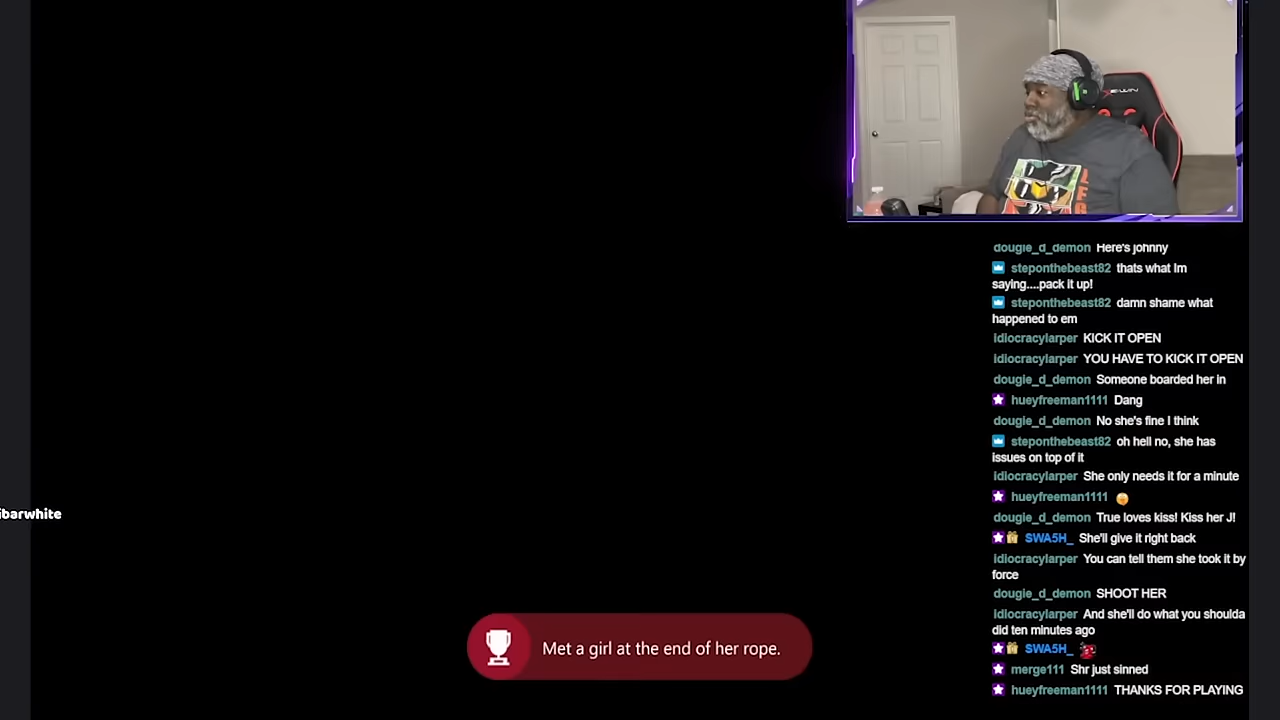 dougie_d_demon Here's johnny
steponthebeast82 thats what Im
saying....pack it up!
steponthebeast82 damn shame what
happened to em
idiocracylarper KICK IT OPEN
idiocracylarper YOU HAVE TO KICK IT OPEN
dougie_d_demon Someone boarded her in
hueyfreeman1111 Dang
dougie_d_demon No she's fine I think
steponthebeast82 oh hell no, she has
issues on top of it
idiocracylarper She only needs it for a minute
hueyfreeman1111
ibarwhite
dougie_d_demon True loves kiss! Kiss her J!
SWA5H_ She'll give it right back
idiocracylarper You can tell them she took it by
force
dougie_d_demon SHOOT HER
idiocracylarper And she'll do what you shoulda
did ten minutes ago
SWA5H_
Met a girl at the end of her rope.
merge111 Shr just sinned
hueyfreeman1111 THANKS FOR PLAYING